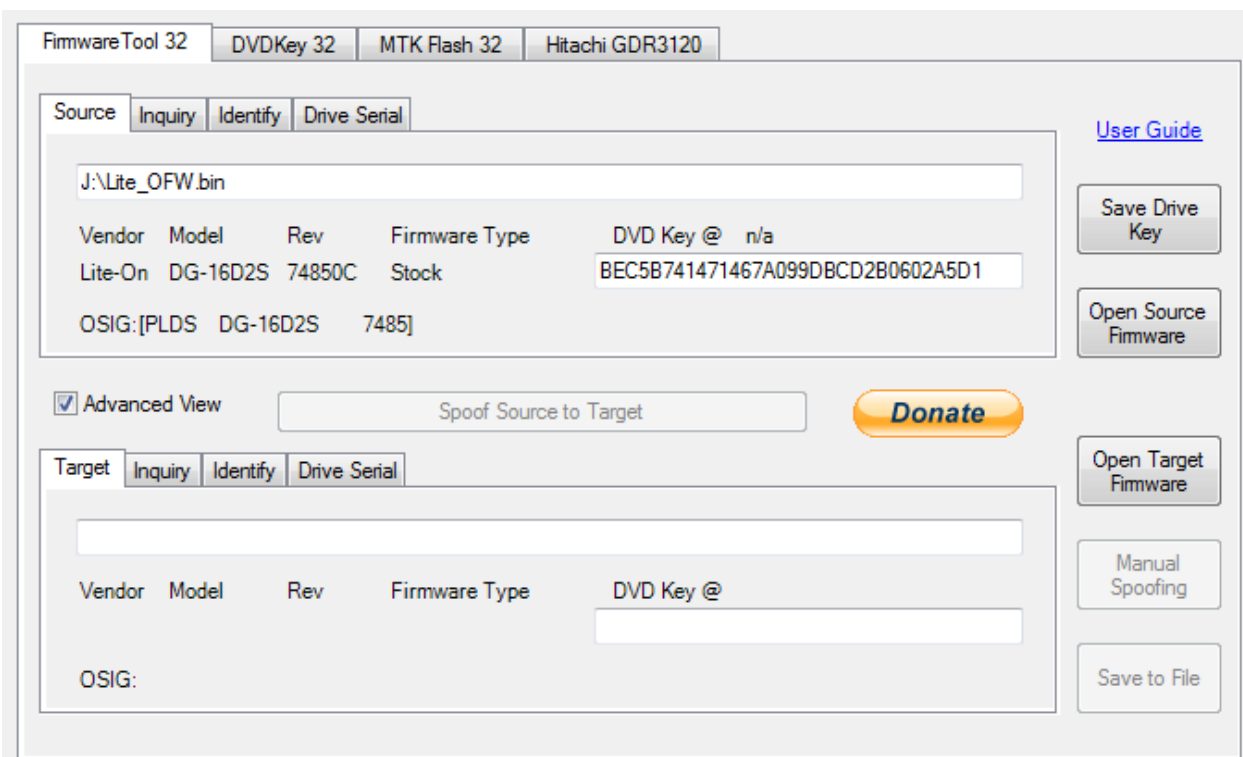 FirmwareTool 32 DVDKey 32 MTK Flash 32 Hitachi GDR3120
Source Inquiry Identify Drive Serial
User Guide
J:\Lite_OFW.bin
Save Drive
Key
Vendor Model Rev Firmware Type DVD Key @ n/a
Lite-On DG-16D2S 74850C Stock BEC5B741471467A099DBCD2B0602A5D1
Open Source
Firmware
OSIG:[PLDS DG-16D2S 7485]
Advanced View Spoof Source to Target Donate
Target Inquiry Identify Drive Serial
Open Target
Firmware
Manual
Spoofing
Vendor Model Rev Firmware Type DVD Key @
OSIG:
Save to File